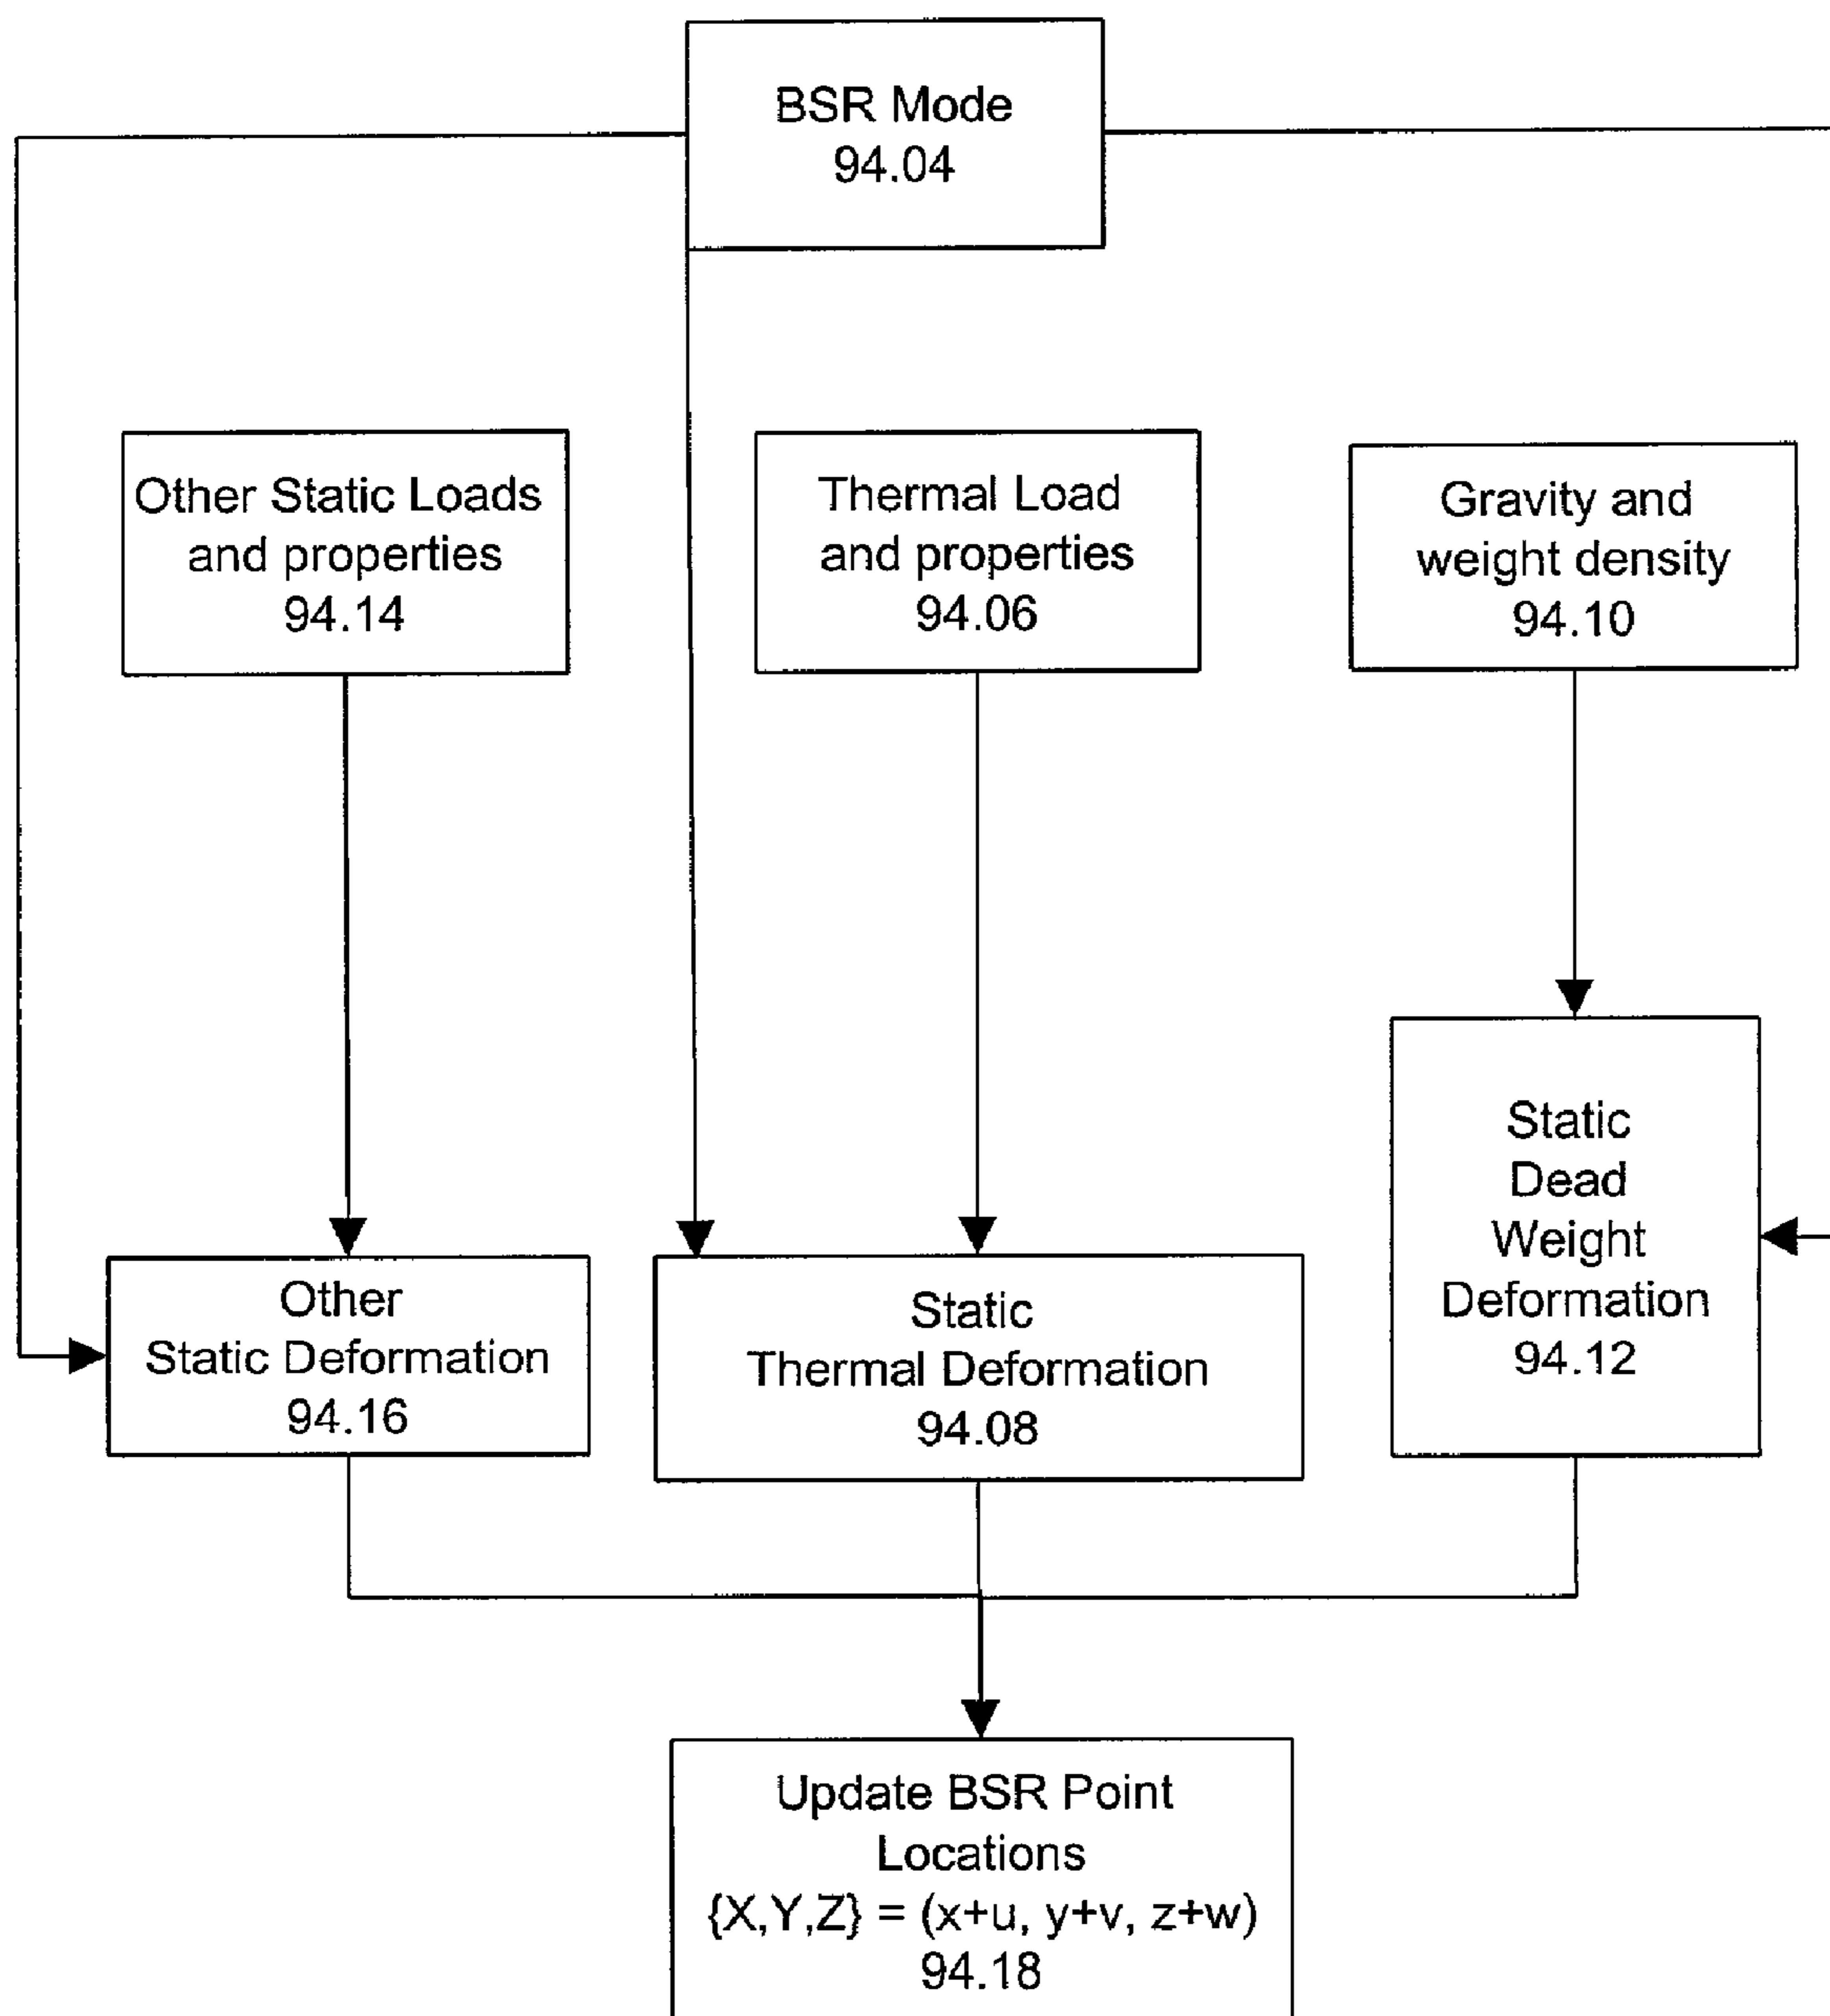 BSR Mode
94.04
Other Static Loads
and properties
94.14
Thermal Load
and properties
94.06
Gravity and
weight density
94.10
Other
Static Deformation
94.16
Static
Thermal Deformation
94.08
Static
Dead
Weight
Deformation
94.12
Update BSR Point
Locations
{X,Y,Z} = (x+u, y+v, z+w)
94.18